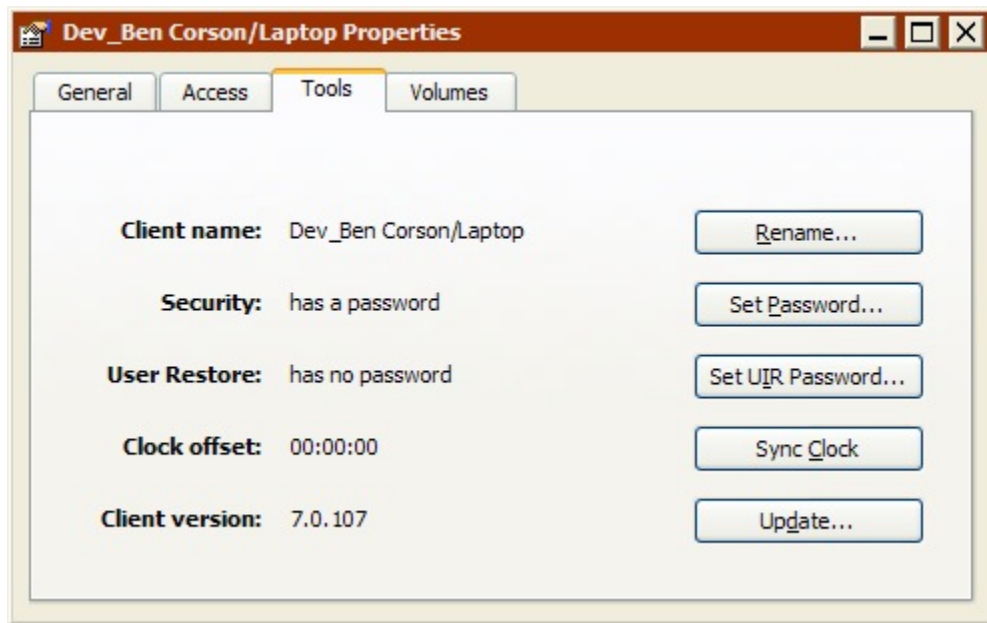 Dev_Ben Corson/Laptop Properties
General Access Tools Volumes
Client name: Dev_Ben Corson/Laptop Rename...
Security: has a password Set Password...
User Restore: has no password Set UIR Password...
Clock offset: 00:00:00 Sync Clock
Client version: 7.0.107 Update...